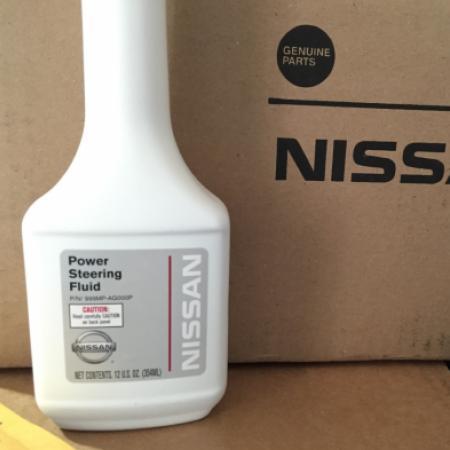 GENUINE
PARTS
NISS
Power
Steering
Fluid
P/N: 999MP-AG000P
CAUTION:
Read carefully CAUTION
on back panel
NISSAN
NISSAN
NET CONTENTS, 12 U.S. OZ. (354ML)